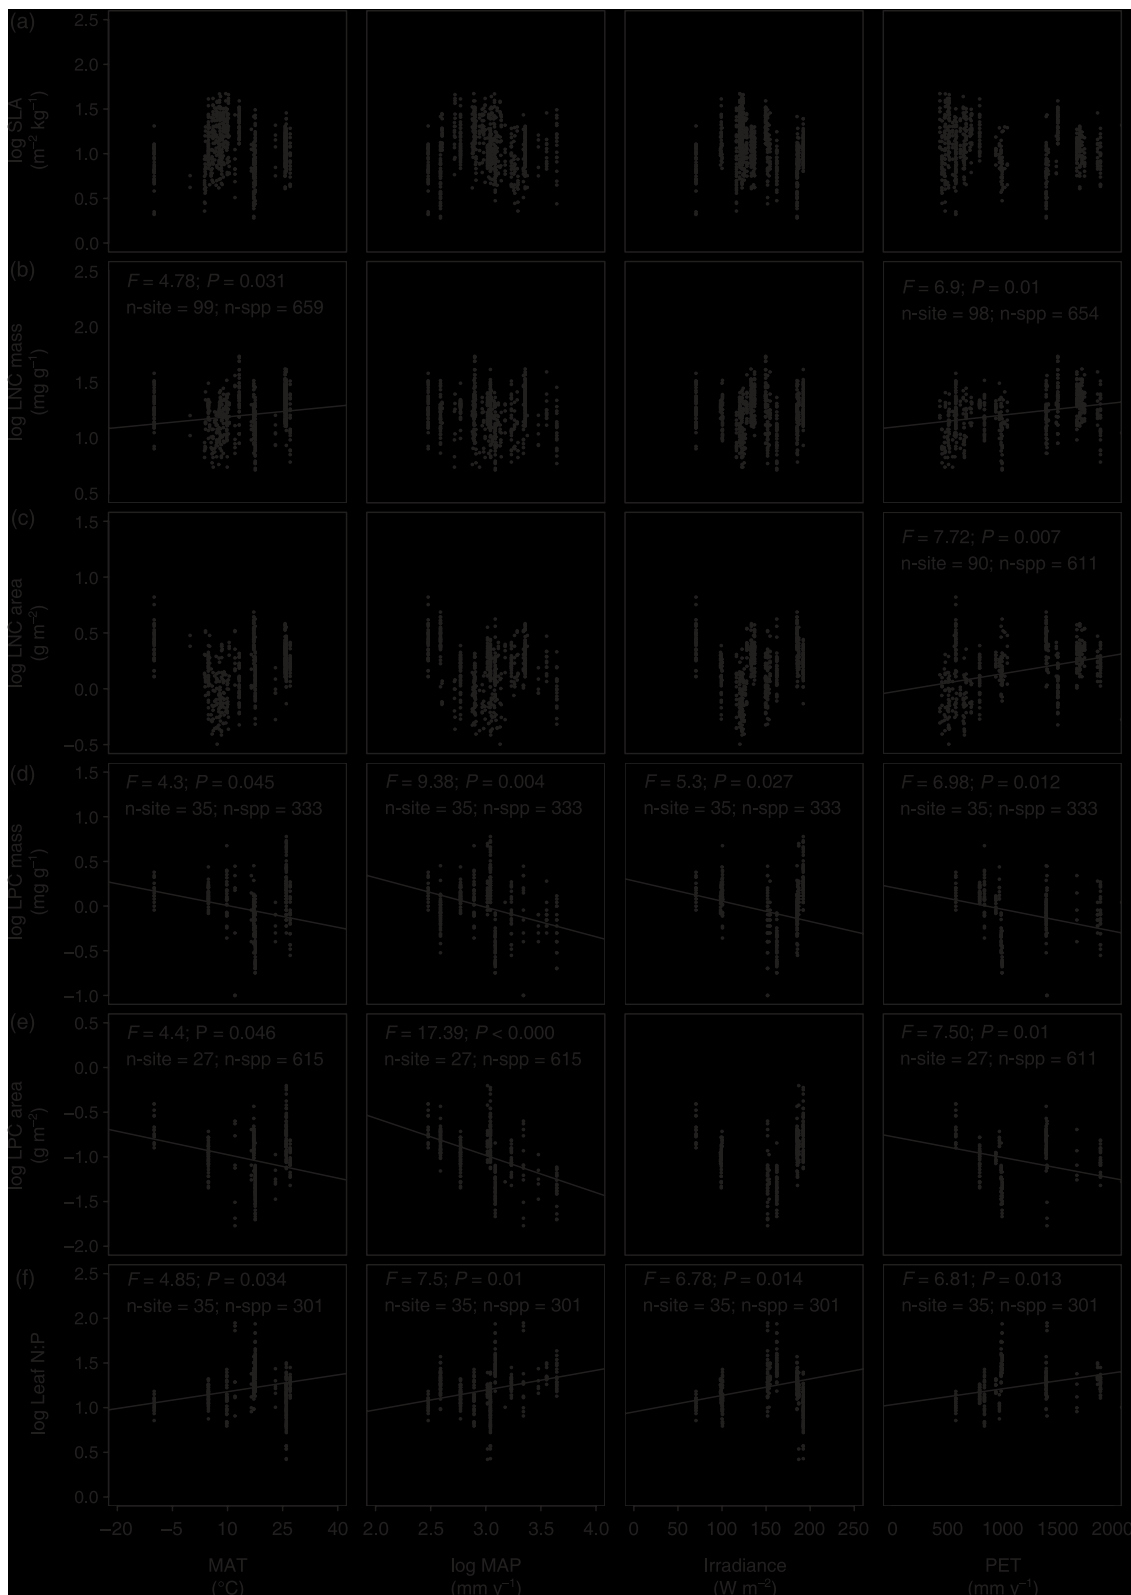 (a)
2.5
2.0
1.5
1.0
0.5
0.0
log SLA
(m⁻² kg⁻¹)
(b)
2.5
2.0
1.5
1.0
0.5
log LNC mass
(mg g⁻¹)
F = 4.78; P = 0.031
n-site = 99; n-spp = 659
F = 6.9; P = 0.01
n-site = 98; n-spp = 654
(c)
1.5
1.0
0.5
0.0
−0.5
log LNC area
(g m⁻²)
F = 7.72; P = 0.007
n-site = 90; n-spp = 611
(d)
1.5
1.0
0.5
0.0
−0.5
−1.0
log LPC mass
(mg g⁻¹)
F = 4.3; P = 0.045
n-site = 35; n-spp = 333
F = 9.38; P = 0.004
n-site = 35; n-spp = 333
F = 5.3; P = 0.027
n-site = 35; n-spp = 333
F = 6.98; P = 0.012
n-site = 35; n-spp = 333
(e)
0.5
0.0
−0.5
−1.0
−1.5
−2.0
log LPC area
(g m⁻²)
F = 4.4; P = 0.046
n-site = 27; n-spp = 615
F = 17.39; P < 0.000
n-site = 27; n-spp = 615
F = 7.50; P = 0.01
n-site = 27; n-spp = 611
(f)
2.5
2.0
1.5
1.0
0.5
0.0
log Leaf N:P
F = 4.85; P = 0.034
n-site = 35; n-spp = 301
F = 7.5; P = 0.01
n-site = 35; n-spp = 301
F = 6.78; P = 0.014
n-site = 35; n-spp = 301
F = 6.81; P = 0.013
n-site = 35; n-spp = 301
−20 −5 10 25 40
2.0 2.5 3.0 3.5 4.0
0 50 100 150 200 250
0 500 1000 1500 2000
MAT
(°C)
log MAP
(mm y⁻¹)
Irradiance
(W m⁻²)
PET
(mm y⁻¹)